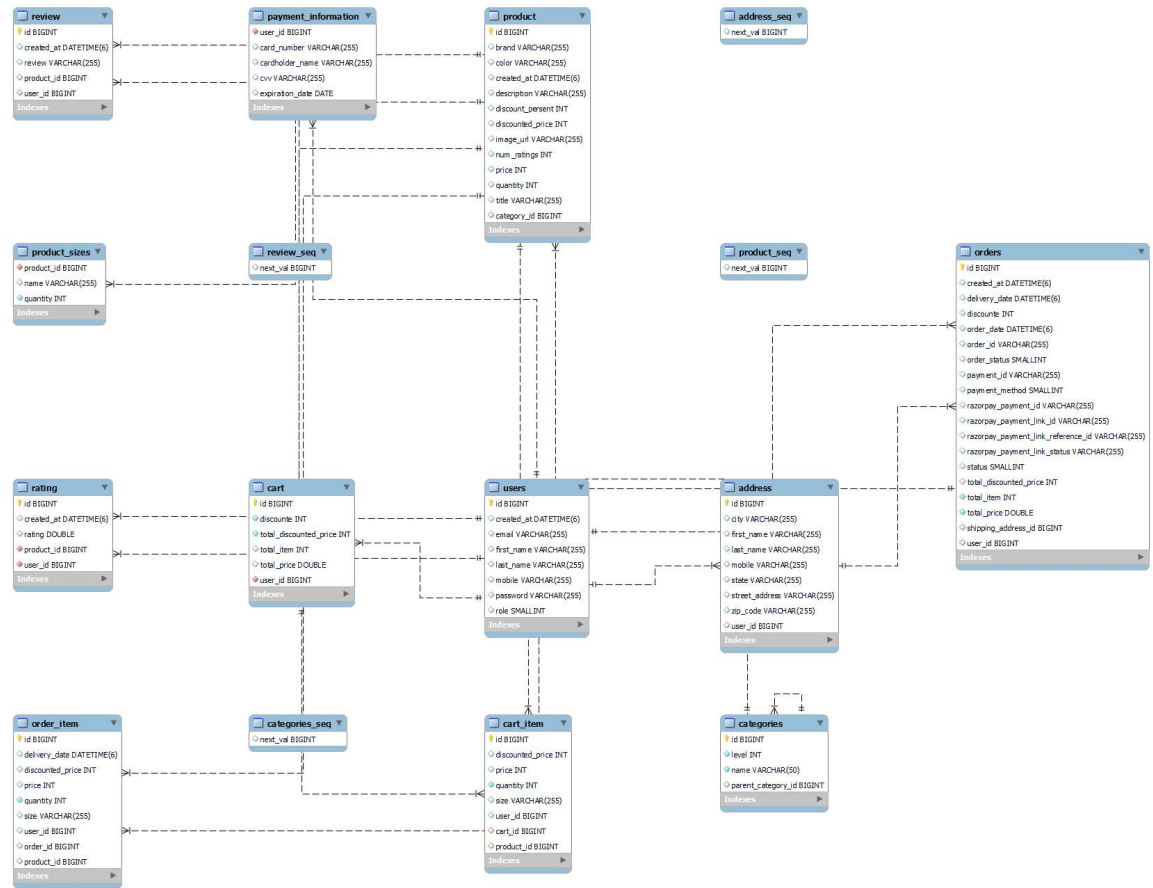 review
id BIGINT
created_at DATETIME(6)
review VARCHAR(255)
product_id BIGINT
user_id BIGINT
Indexes
payment_information
user_id BIGINT
card_number VARCHAR(255)
cardholder_name VARCHAR(255)
cvv VARCHAR(255)
expiration_date DATE
Indexes
product
id BIGINT
brand VARCHAR(255)
color VARCHAR(255)
created_at DATETIME(6)
description VARCHAR(255)
discount_persent INT
discounted_price INT
image_url VARCHAR(255)
num_ratings INT
price INT
quantity INT
title VARCHAR(255)
category_id BIGINT
Indexes
address_seq
next_val BIGINT
product_sizes
product_id BIGINT
name VARCHAR(255)
quantity INT
Indexes
review_seq
next_val BIGINT
product_seq
next_val BIGINT
orders
id BIGINT
created_at DATETIME(6)
delivery_date DATETIME(6)
discounte INT
order_date DATETIME(6)
order_id VARCHAR(255)
order_status SMALLINT
payment_id VARCHAR(255)
payment_method SMALLINT
razorpay_payment_id VARCHAR(255)
razorpay_payment_link_id VARCHAR(255)
razorpay_payment_link_reference_id VARCHAR(255)
razorpay_payment_link_status VARCHAR(255)
status SMALLINT
total_discounted_price INT
total_item INT
total_price DOUBLE
shipping_address_id BIGINT
user_id BIGINT
Indexes
rating
id BIGINT
created_at DATETIME(6)
rating DOUBLE
product_id BIGINT
user_id BIGINT
Indexes
cart
id BIGINT
discounte INT
total_discounted_price INT
total_item INT
total_price DOUBLE
user_id BIGINT
Indexes
users
id BIGINT
created_at DATETIME(6)
email VARCHAR(255)
first_name VARCHAR(255)
last_name VARCHAR(255)
mobile VARCHAR(255)
password VARCHAR(255)
role SMALLINT
Indexes
address
id BIGINT
city VARCHAR(255)
first_name VARCHAR(255)
last_name VARCHAR(255)
mobile VARCHAR(255)
state VARCHAR(255)
street_address VARCHAR(255)
zip_code VARCHAR(255)
user_id BIGINT
Indexes
order_item
id BIGINT
delivery_date DATETIME(6)
discounted_price INT
price INT
quantity INT
size VARCHAR(255)
user_id BIGINT
order_id BIGINT
product_id BIGINT
Indexes
categories_seq
next_val BIGINT
cart_item
id BIGINT
discounted_price INT
price INT
quantity INT
size VARCHAR(255)
user_id BIGINT
cart_id BIGINT
product_id BIGINT
Indexes
categories
id BIGINT
level INT
name VARCHAR(50)
parent_category_id BIGINT
Indexes